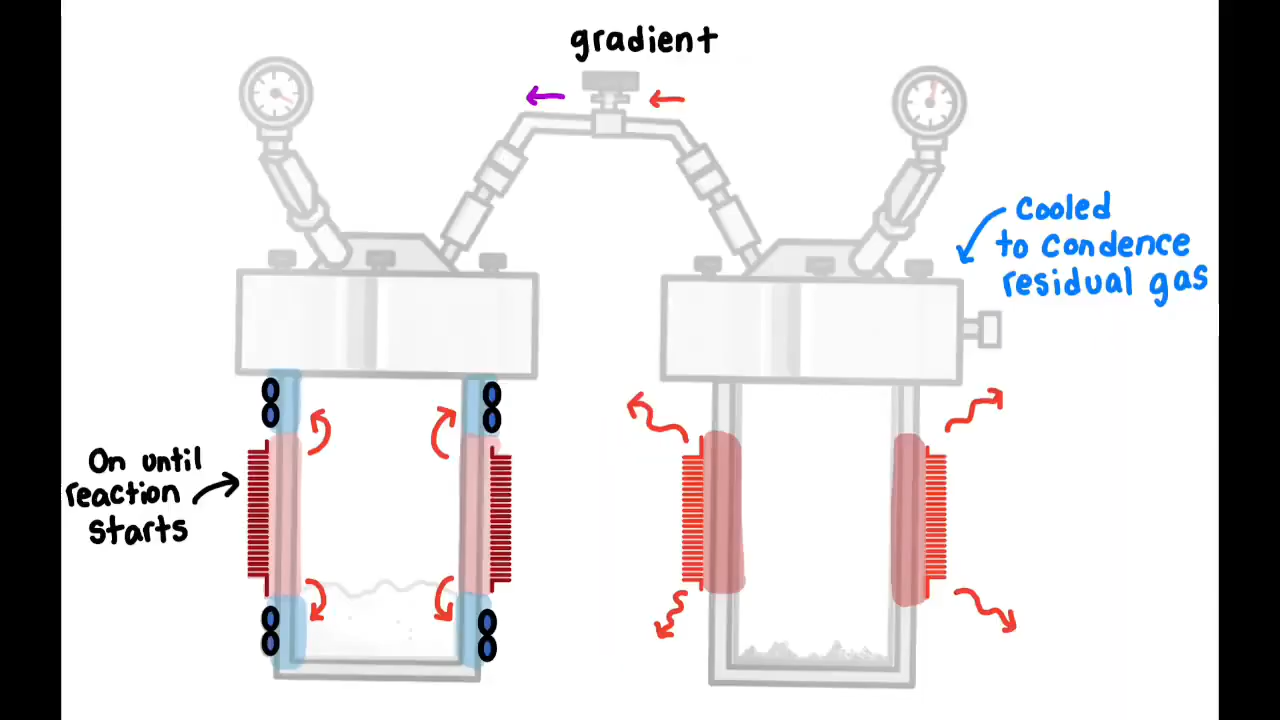 gradient
Cooled
to Condence
residual gas
On until
reaction
starts